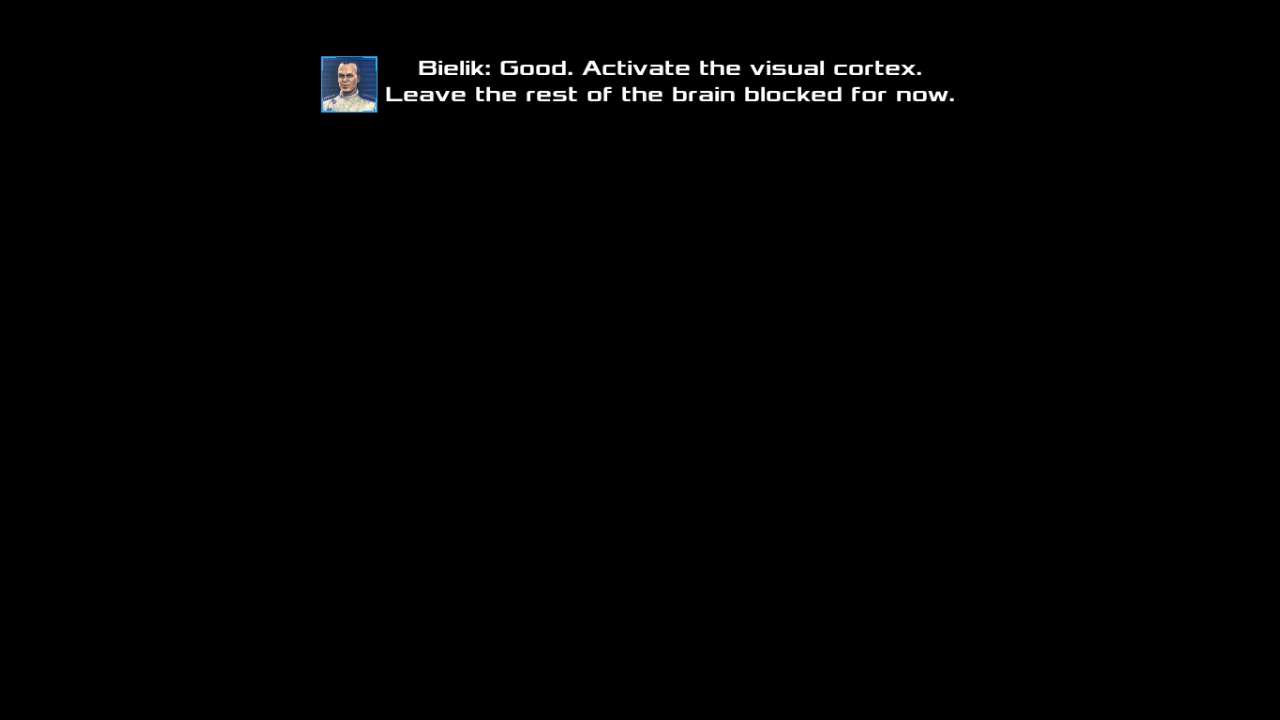 Bielik: Good. Activate the visual cortex.
Leave the rest of the brain blocked for now.